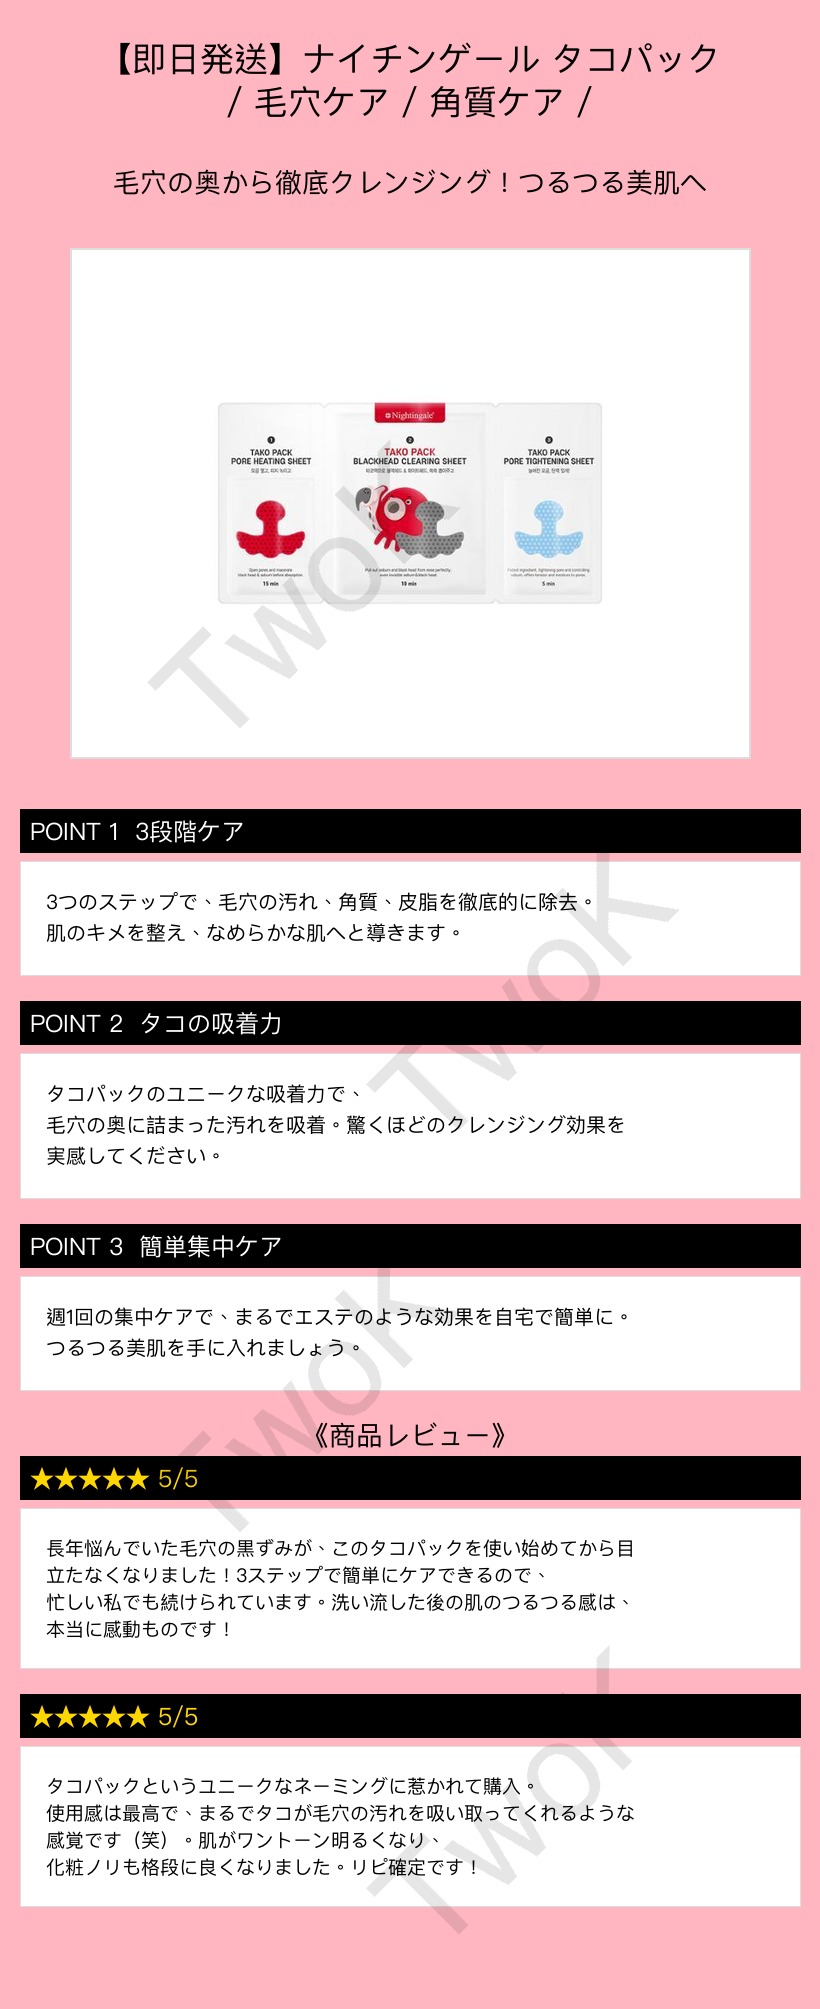 【即日発送】ナイチンゲール タコパック
/ 毛穴ケア / 角質ケア /
毛穴の奥から徹底クレンジング！つるつる美肌へ
Nightingale
1
TAKO PACK
PORE HEATING SHEET
모공 열고, 피지 녹이고
Open pores and macerate
black head & sebum before absorption.
15 min
2
TAKO PACK
BLACKHEAD CLEARING SHEET
Pull out sebum and black head from nose perfectly,
even invisible sebum & black head.
10 min
3
TAKO PACK
PORE TIGHTENING SHEET
늘어진 모공, 탄력 있게!
5 min
TwoK
POINT 1 3段階ケア
3つのステップで、毛穴の汚れ、角質、皮脂を徹底的に除去。
肌のキメを整え、なめらかな肌へと導きます。
TwoK
POINT 2 タコの吸着力
タコパックのユニークな吸着力で、
毛穴の奥に詰まった汚れを吸着。驚くほどのクレンジング効果を
実感してください。
POINT 3 簡単集中ケア
週1回の集中ケアで、まるでエステのような効果を自宅で簡単に。
つるつる美肌を手に入れましょう。
TwoK
《商品レビュー》
★★★★★ 5/5
長年悩んでいた毛穴の黒ずみが、このタコパックを使い始めてから目
立たなくなりました！3ステップで簡単にケアできるので、
忙しい私でも続けられています。洗い流した後の肌のつるつる感は、
本当に感動ものです！
★★★★★ 5/5
タコパックというユニークなネーミングに惹かれて購入。
使用感は最高で、まるでタコが毛穴の汚れを吸い取ってくれるような
感覚です（笑）。肌がワントーン明るくなり、
化粧ノリも格段に良くなりました。リピ確定です！
TwoK